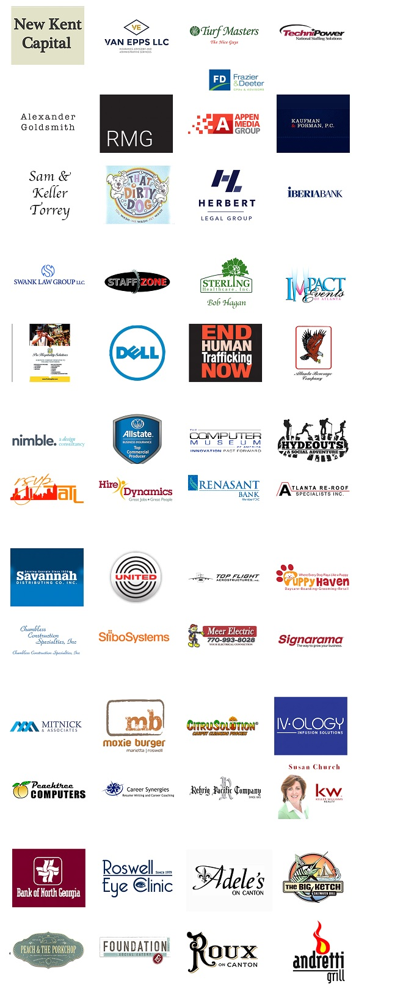 New Kent
Capital
VE
VAN EPPS LLC
INSURANCE ADVISORY AND
ADMINISTRATIVE SERVICES
Turf Masters
The Nice Guys
TechniPower
National Staffing Solutions
FD
Frazier
& Deeter
CPAs & ADVISORS
Alexander
Goldsmith
RMG
A
APPEN
MEDIA
GROUP
KAUFMAN
& FORMAN, P.C.
Sam &
Keller
Torrey
THAT
DIRTY
DOG
YOU WASH · WE WASH · PET WASH
HERBERT
LEGAL GROUP
IBERIABANK
SWANK LAW GROUP LLC.
STAFF ZONE
STERLING
Healthcare, Inc.
Bob Hagan
IMPACT
Events
OF ATLANTA
Pro Hospitality Solutions
DELL
END
HUMAN
Trafficking
NOW
Atlanta Beverage
Company
nimble.
a design
consultancy
Allstate.
BUSINESS INSURANCE
Top
Commercial
Producer
THE
COMPUTER
MUSEUM
OF AMERICA
INNOVATION PAST FORWARD
HYDEOUTS
A SOCIAL ADVENTURE
rsvp
ATL
Hire
Dynamics
Great Jobs • Great People
RENASANT
BANK
Member FDIC
ATLANTA RE-ROOF
SPECIALISTS INC.
Serving Georgia Since 1938
Savannah
DISTRIBUTING CO. INC.
UNITED
TOP FLIGHT
AEROSTRUCTURES, INC.
Where Every Dog Plays Like a Puppy
Puppy Haven
Daycare•Boarding•Grooming•Retail
Chambless
Construction
Specialties, Inc
Chambless Construction Specialties, Inc
StiboSystems
Meer Electric
770-993-8028
YOUR ELECTRICAL CONNECTION
Signarama
The way to grow your business.
MITNICK
& ASSOCIATES
mb
moxie burger
marietta | roswell
CITRUSOLUTION®
CARPET CLEANING PROCESS
IV·OLOGY
INFUSION SOLUTIONS
Peachtree
COMPUTERS
Career Synergies
Resume Writing and Career Coaching
R
Rehrig Pacific Company
SINCE 1913
Susan Church
kw
KELLER WILLIAMS
REALTY
Bank of North Georgia
Roswell
SINCE 1979
Eye Clinic
Adele's
ON CANTON
THE BIG KETCH
SALTWATER GRILL
PEACH & THE PORKCHOP
FOUNDATION
SOCIAL EATERY
ROUX
ON CANTON
andretti
grill